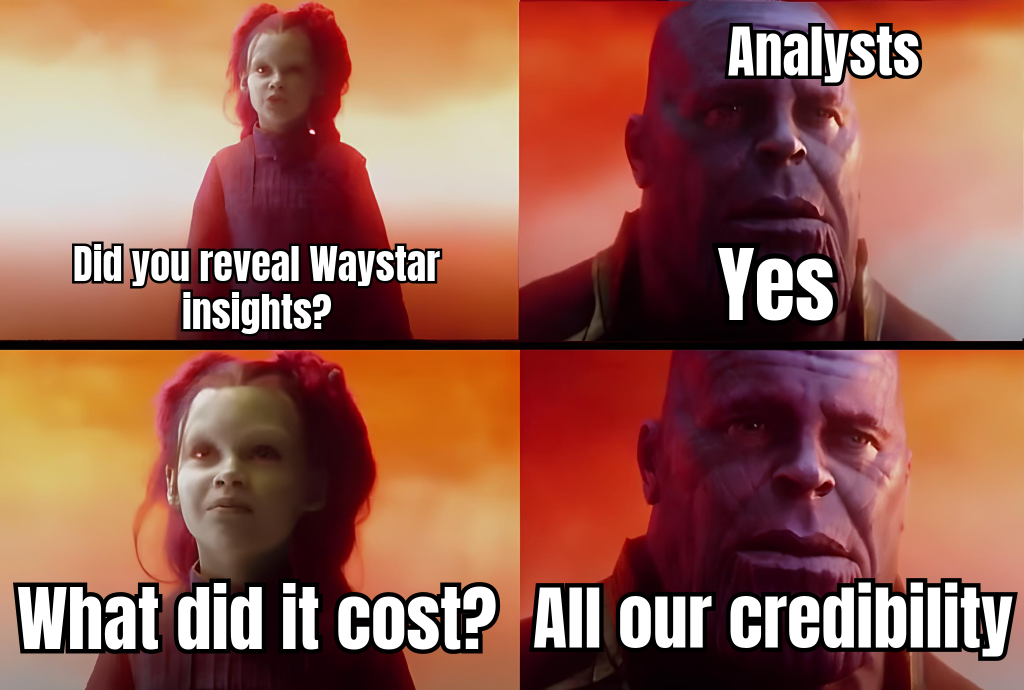 Did you reveal Waystar
insights?
Analysts
Yes
What did it cost?
All our credibility